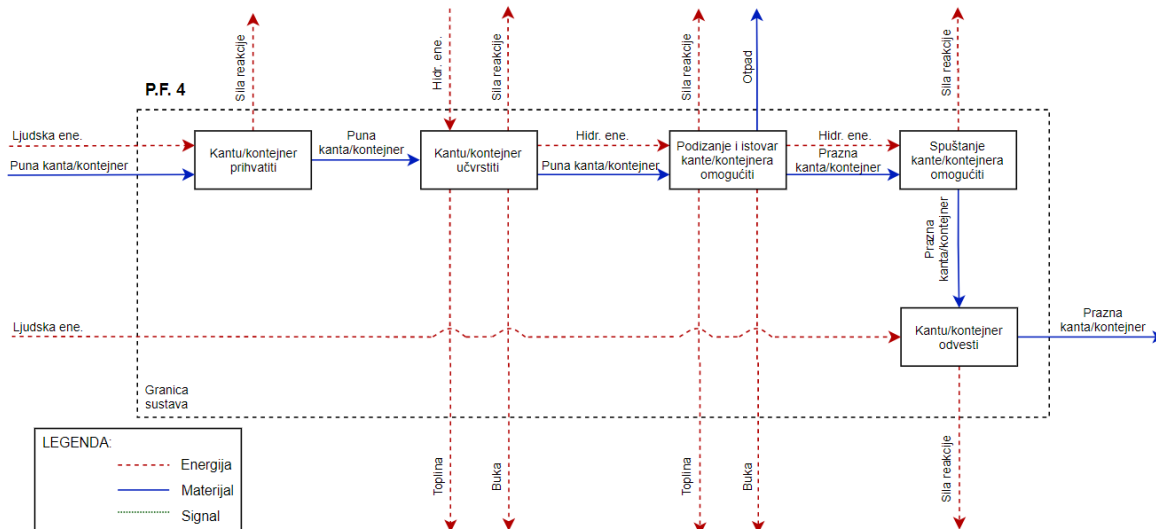 Sila reakcije
Hidr. ene.
Sila reakcije
Sila reakcije
Otpad
Sila reakcije
P.F. 4
Ljudska ene.
Puna kanta/kontejner
Kantu/kontejner
prihvatiti
Puna
kanta/kontejner
Kantu/kontejner
učvrstiti
Hidr. ene.
Puna kanta/kontejner
Podizanje i istovar
kante/kontejnera
omogućiti
Hidr. ene.
Prazna
kanta/kontejner
Spuštanje
kante/kontejnera
omogućiti
Prazna
kanta/kontejner
Ljudska ene.
Kantu/kontejner
odvesti
Prazna
kanta/kontejner
Granica
sustava
LEGENDA:
Energija
Materijal
Signal
Toplina
Buka
Toplina
Buka
Sila reakcije